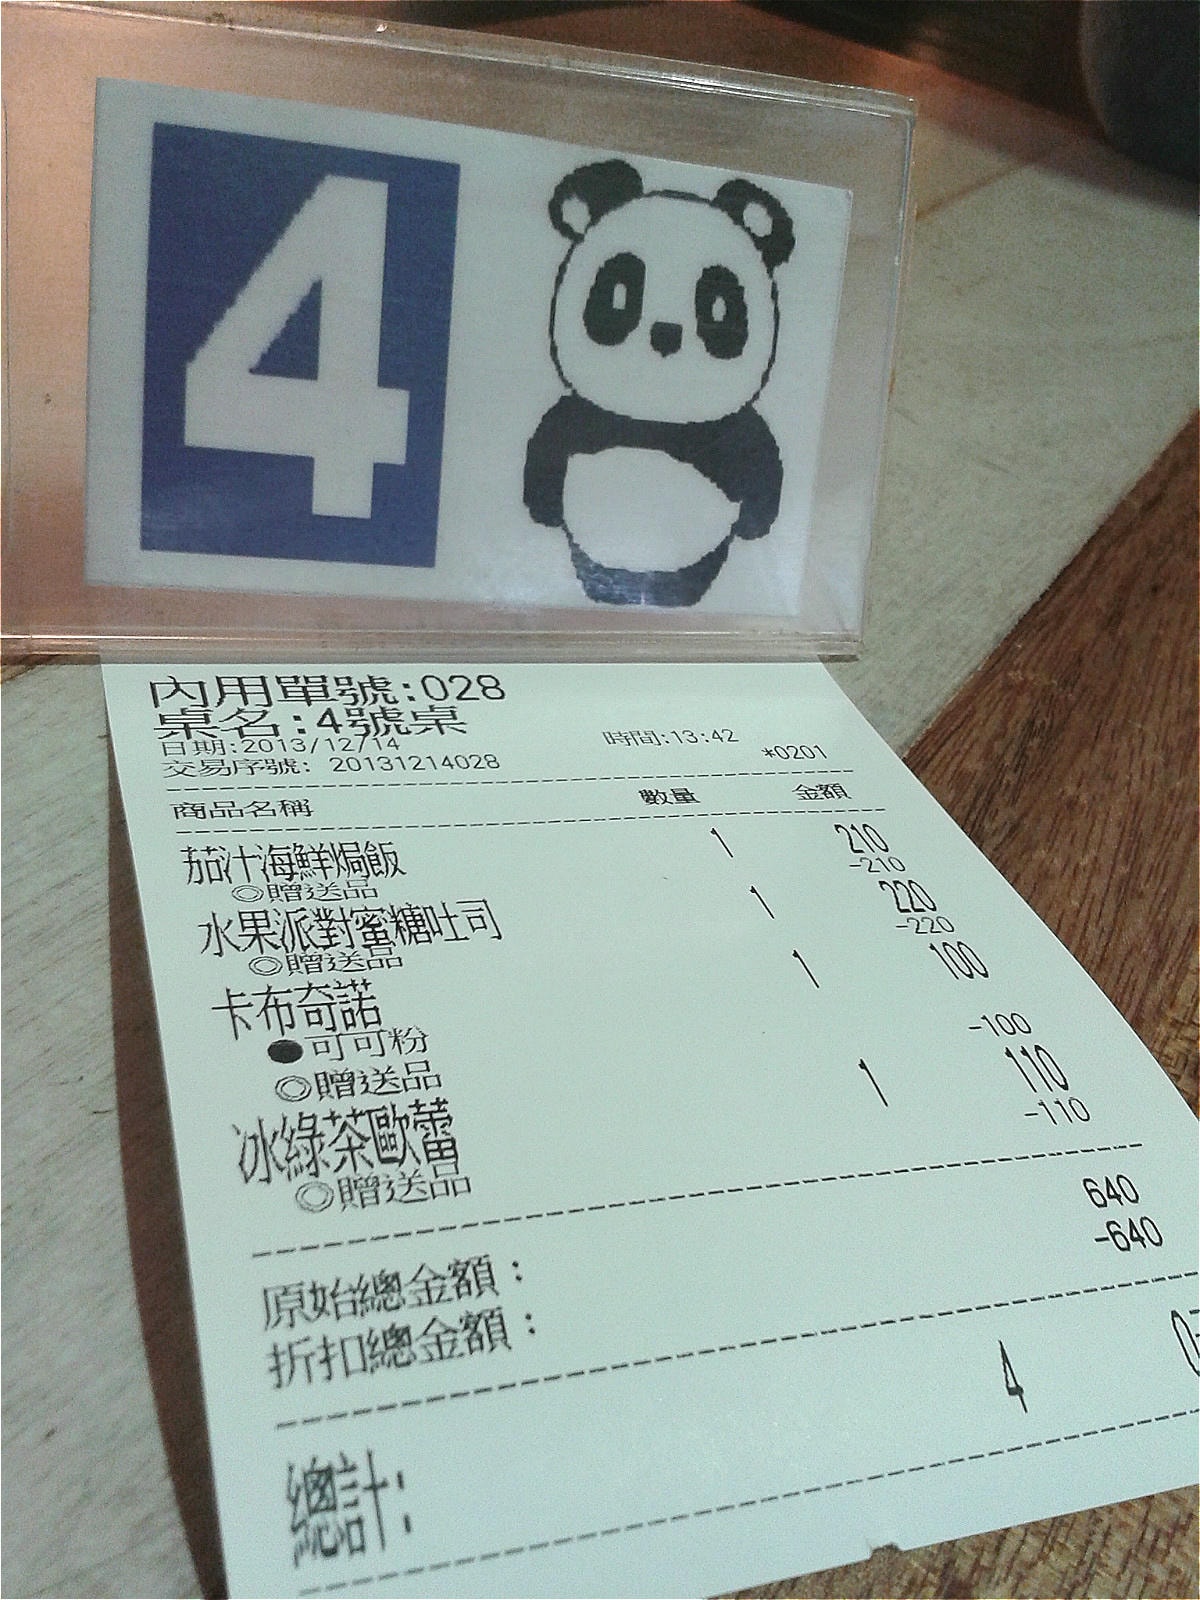 4
內用單號:028
桌名:4號桌
日期:2013/12/14 時間:13:42
交易序號: 20131214028 *0201
商品名稱 數量 金額
茄汁海鮮焗飯 1 210
◎贈送品 -210
水果派對蜜糖吐司 1 220
◎贈送品 -220
卡布奇諾 1 100
●可可粉
◎贈送品 -100
冰綠茶歐蕾 1 110
◎贈送品 -110
原始總金額： 640
折扣總金額： -640
總計: 4 0